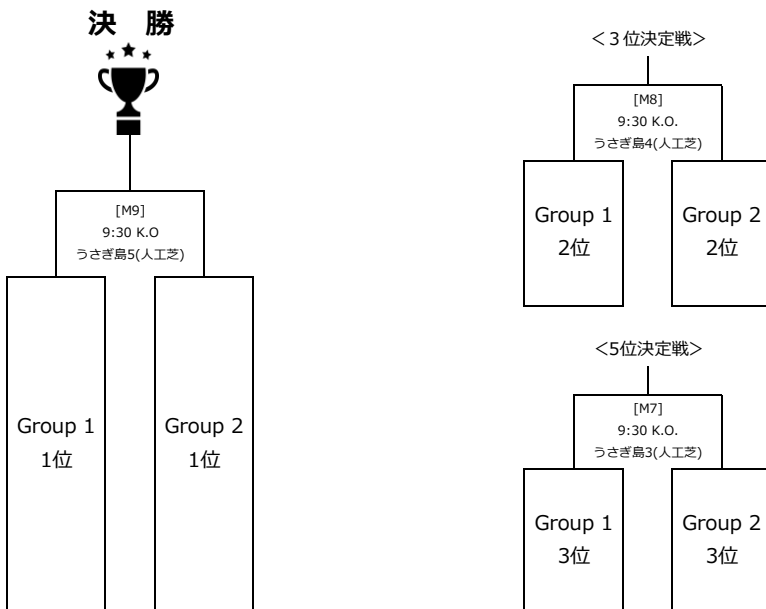 決 勝
[M9]
9:30 K.O
うさぎ島5(人工芝)
Group 1
1位
Group 2
1位
＜３位決定戦＞
[M8]
9:30 K.O.
うさぎ島4(人工芝)
Group 1
2位
Group 2
2位
＜5位決定戦＞
[M7]
9:30 K.O.
うさぎ島3(人工芝)
Group 1
3位
Group 2
3位